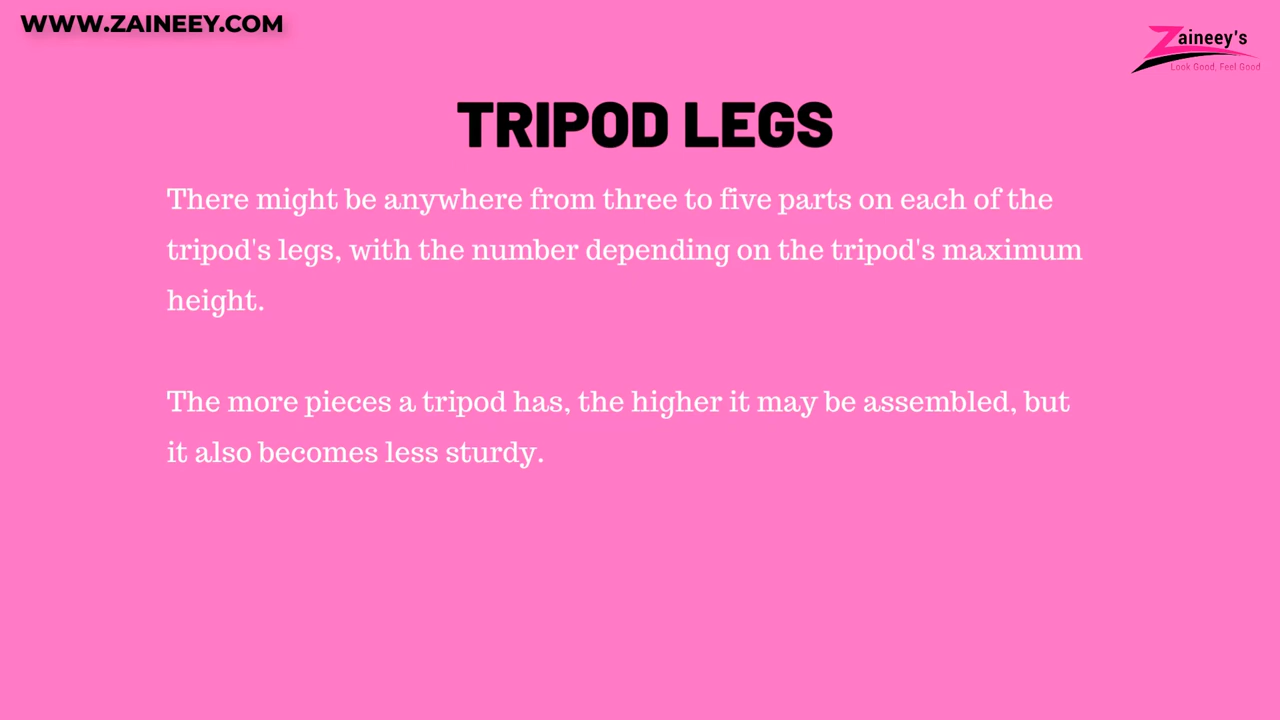 WWW.ZAINEEY.COM
Zaineey's
Look Good, Feel Good
TRIPOD LEGS
There might be anywhere from three to five parts on each of the
tripod's legs, with the number depending on the tripod's maximum
height.
The more pieces a tripod has, the higher it may be assembled, but
it also becomes less sturdy.